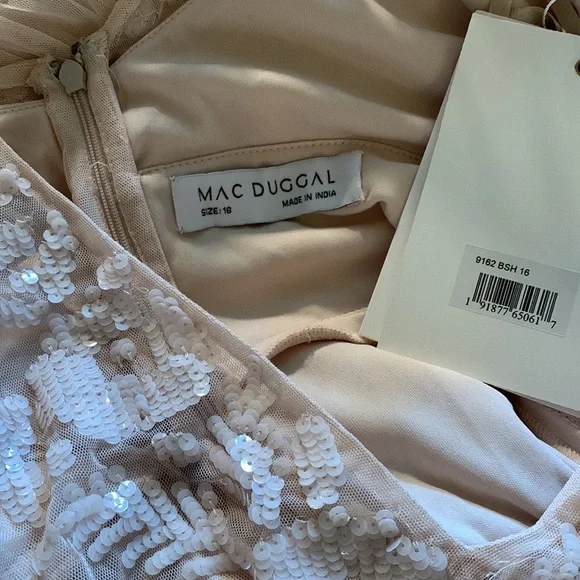 MAC DUGGAL
SIZE: 16 MADE IN INDIA
9162 BSH 16
1 91877 65061 7